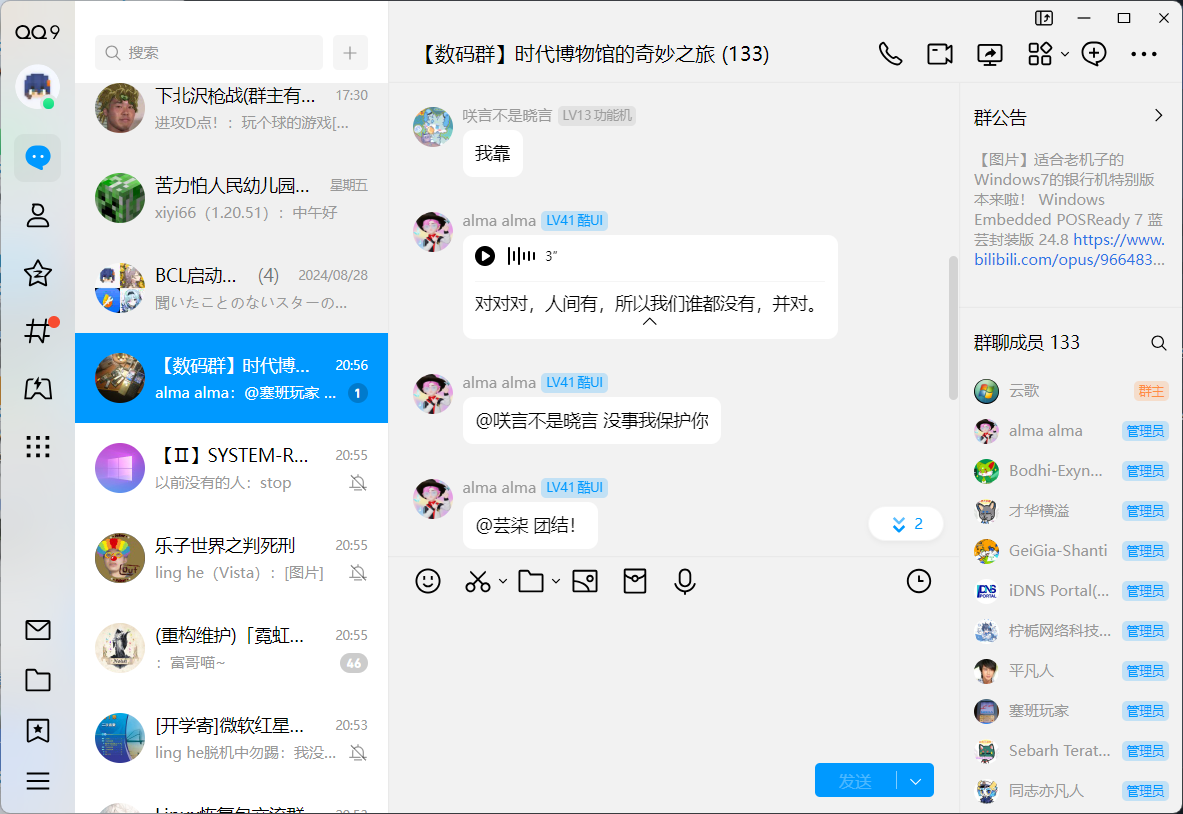 QQ9
搜索
下北沢枪战(群主有... 17:30
进攻D点！：玩个球的游戏[...
苦力怕人民幼儿园... 星期五
xiyi66（1.20.51）：中午好
BCL启动... (4) 2024/08/28
聞いたことのないスターの...
【数码群】时代博... 20:56
alma alma：@塞班玩家 ... 1
【Ⅱ】SYSTEM-R... 20:55
以前没有的人：stop
乐子世界之判死刑 20:55
ling he（Vista）：[图片]
(重构维护)「霓虹... 20:55
：富哥喵~ 46
[开学寄]微软红星... 20:53
ling he脱机中勿踢：我没...
【数码群】时代博物馆的奇妙之旅 (133)
咲言不是晓言 LV13 功能机
我靠
alma alma LV41 酷UI
3"
对对对，人间有，所以我们谁都没有，并对。
alma alma LV41 酷UI
@咲言不是晓言 没事我保护你
alma alma LV41 酷UI
@芸柒 团结！
2
发送
群公告
【图片】适合老机子的
Windows7的银行机特别版
本来啦！ Windows
Embedded POSReady 7 蓝
芸封装版 24.8 https://www.
bilibili.com/opus/966483...
群聊成员 133
云歌 群主
alma alma 管理员
Bodhi-Exyn... 管理员
才华横溢 管理员
GeiGia-Shanti 管理员
iDNS Portal(... 管理员
柠栀网络科技... 管理员
平凡人 管理员
塞班玩家 管理员
Sebarh Terat... 管理员
同志亦凡人 管理员